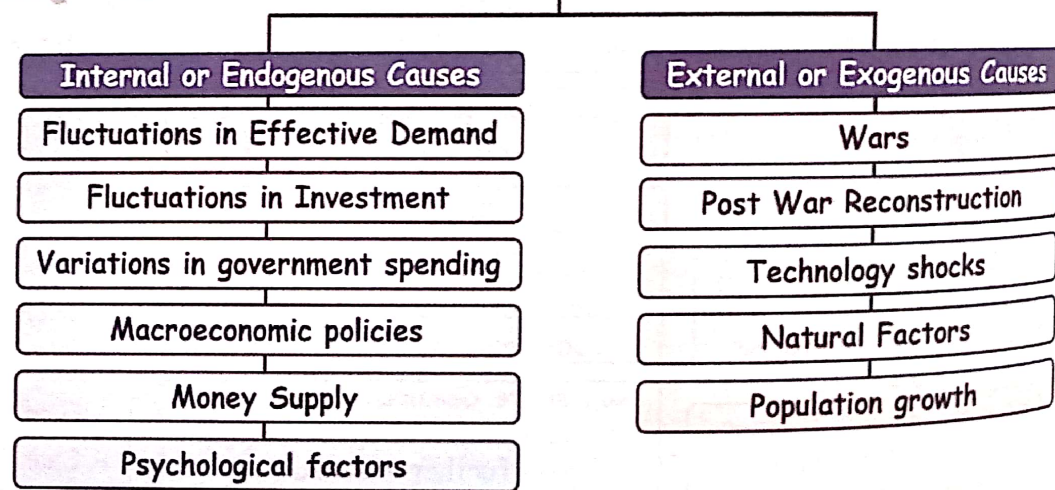 Internal or Endogenous Causes
Fluctuations in Effective Demand
Fluctuations in Investment
Variations in government spending
Macroeconomic policies
Money Supply
Psychological factors
External or Exogenous Causes
Wars
Post War Reconstruction
Technology shocks
Natural Factors
Population growth